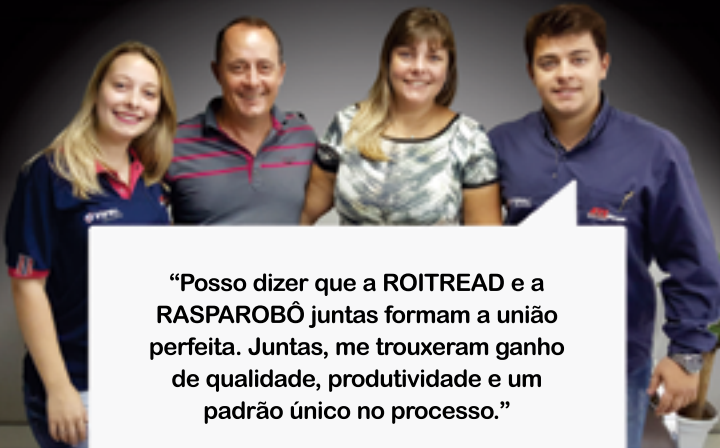 “Posso dizer que a ROITREAD e a
RASPAROBÔ juntas formam a união
perfeita. Juntas, me trouxeram ganho
de qualidade, produtividade e um
padrão único no processo.”